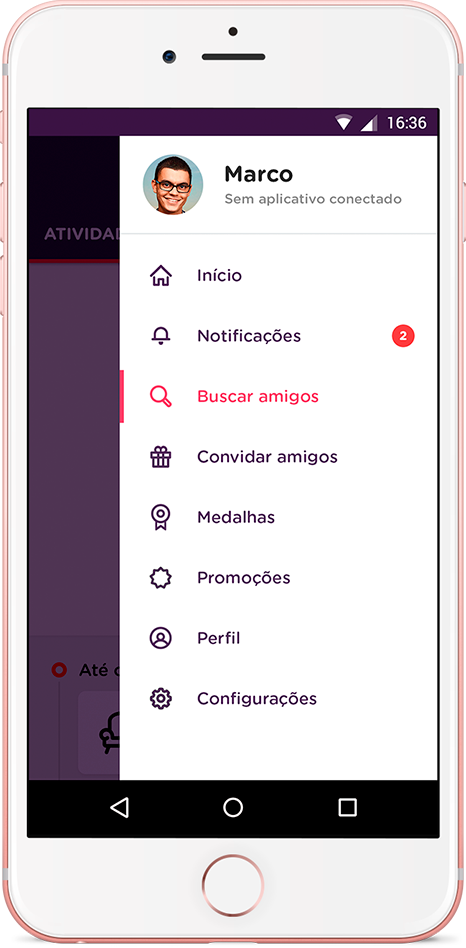 16:36
Marco
Sem aplicativo conectado
ATIVIDAD
Início
Notificações
2
Buscar amigos
Convidar amigos
Medalhas
Promoções
Perfil
Até
Configurações